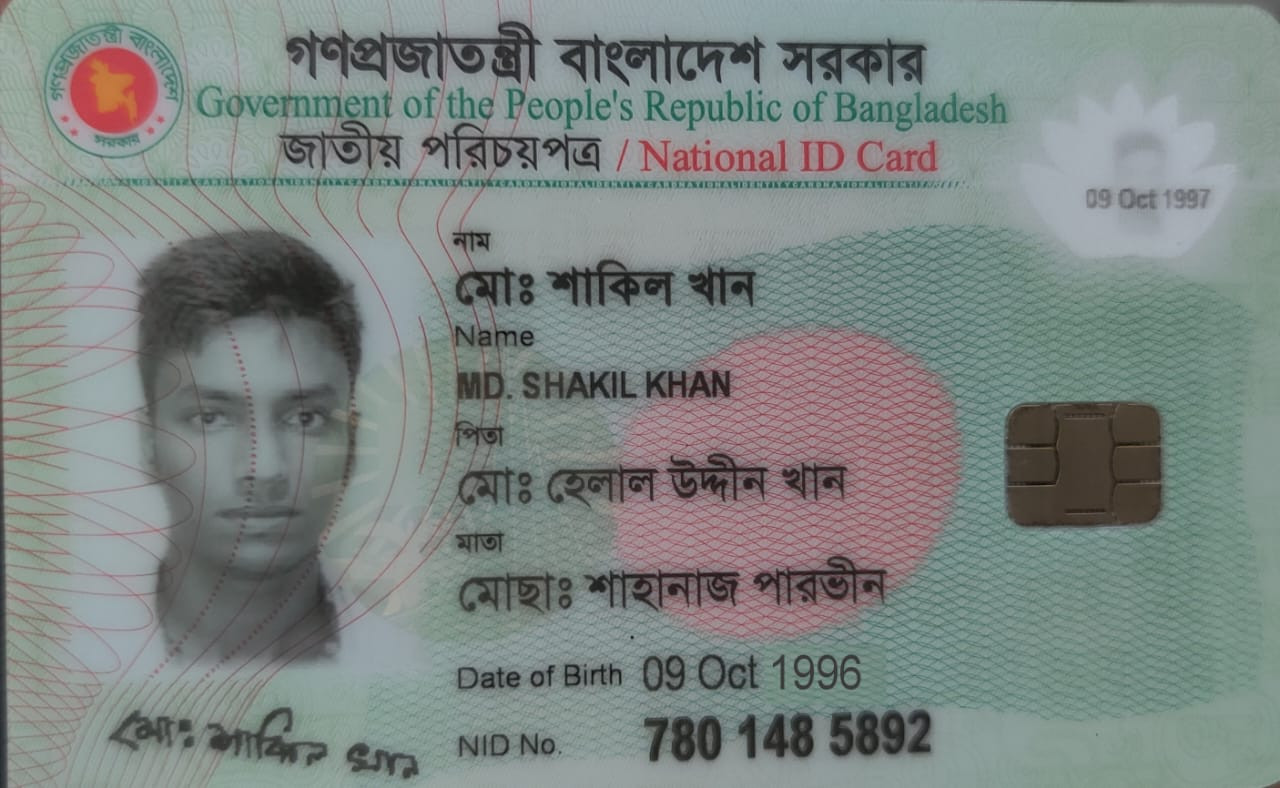 গণপ্রজাতন্ত্রী বাংলাদেশ সরকার
গণপ্রজাতন্ত্রী বাংলাদেশ
সরকার
Government of the People's Republic of Bangladesh
জাতীয় পরিচয়পত্র / National ID Card
09 Oct 1997
নাম
মোঃ শাকিল খান
Name
MD. SHAKIL KHAN
পিতা
মোঃ হেলাল উদ্দীন খান
মাতা
মোছাঃ শাহানাজ পারভীন
Date of Birth 09 Oct 1996
NID No. 780 148 5892
মোঃ শাকিল খান